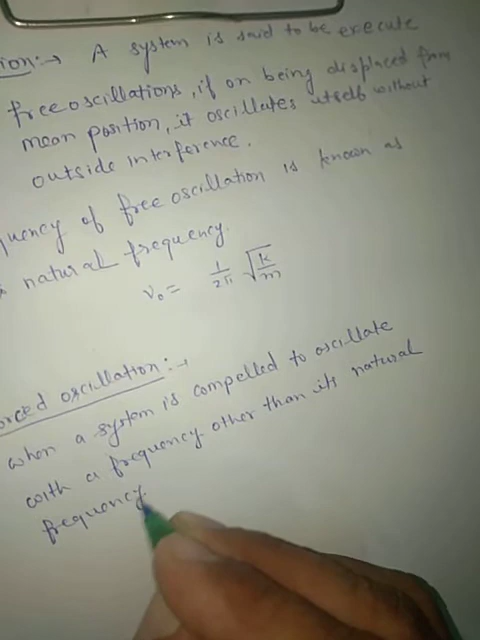 ion:→ A system is said to be execute
free oscillations, if on being displaced from
mean position, it oscillates itself without
outside interference.
quency of free oscillation is known as
natural frequency.
ν₀ = 1/2π √k/m
orced oscillation:→
when a system is compelled to oscillate
with a frequency other than its natural
frequency